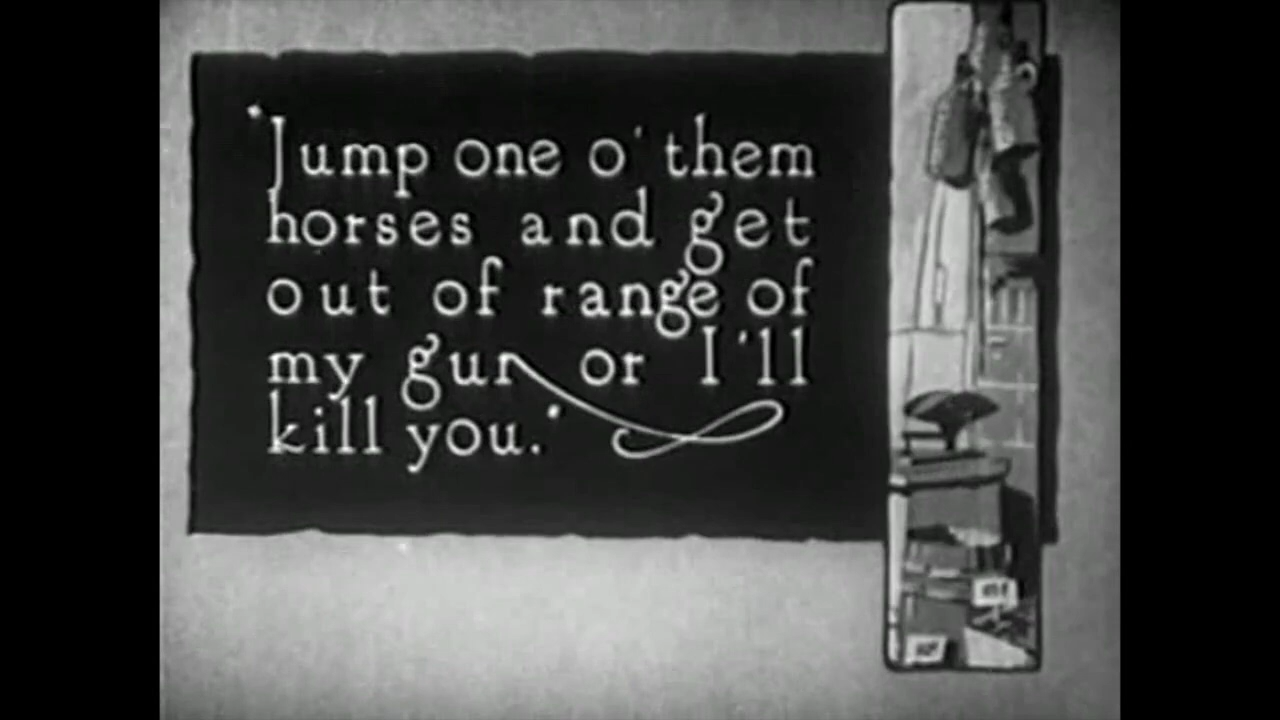 "Jump one o' them
horses and get
out of range of
my gun or I'll
kill you."